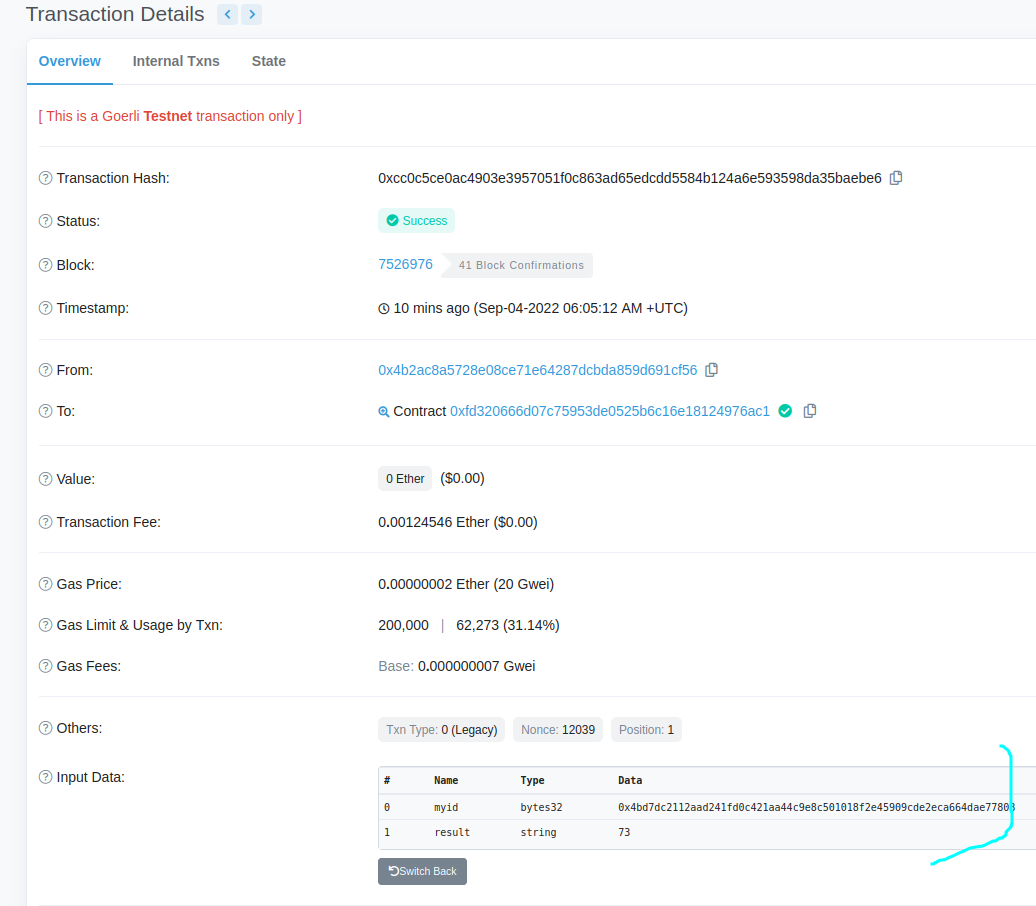 Transaction Details
Overview Internal Txns State
[ This is a Goerli Testnet transaction only ]
Transaction Hash: 0xcc0c5ce0ac4903e3957051f0c863ad65edcdd5584b124a6e593598da35baebe6
Status: Success
Block: 7526976 41 Block Confirmations
Timestamp: 10 mins ago (Sep-04-2022 06:05:12 AM +UTC)
From: 0x4b2ac8a5728e08ce71e64287dcbda859d691cf56
To: Contract 0xfd320666d07c75953de0525b6c16e18124976ac1
Value: 0 Ether ($0.00)
Transaction Fee: 0.00124546 Ether ($0.00)
Gas Price: 0.00000002 Ether (20 Gwei)
Gas Limit & Usage by Txn: 200,000 | 62,273 (31.14%)
Gas Fees: Base: 0.000000007 Gwei
Others: Txn Type: 0 (Legacy) Nonce: 12039 Position: 1
Input Data:
# Name Type Data
0 myid bytes32 0x4bd7dc2112aad241fd0c421aa44c9e8c501018f2e45909cde2eca664dae77808
1 result string 73
Switch Back